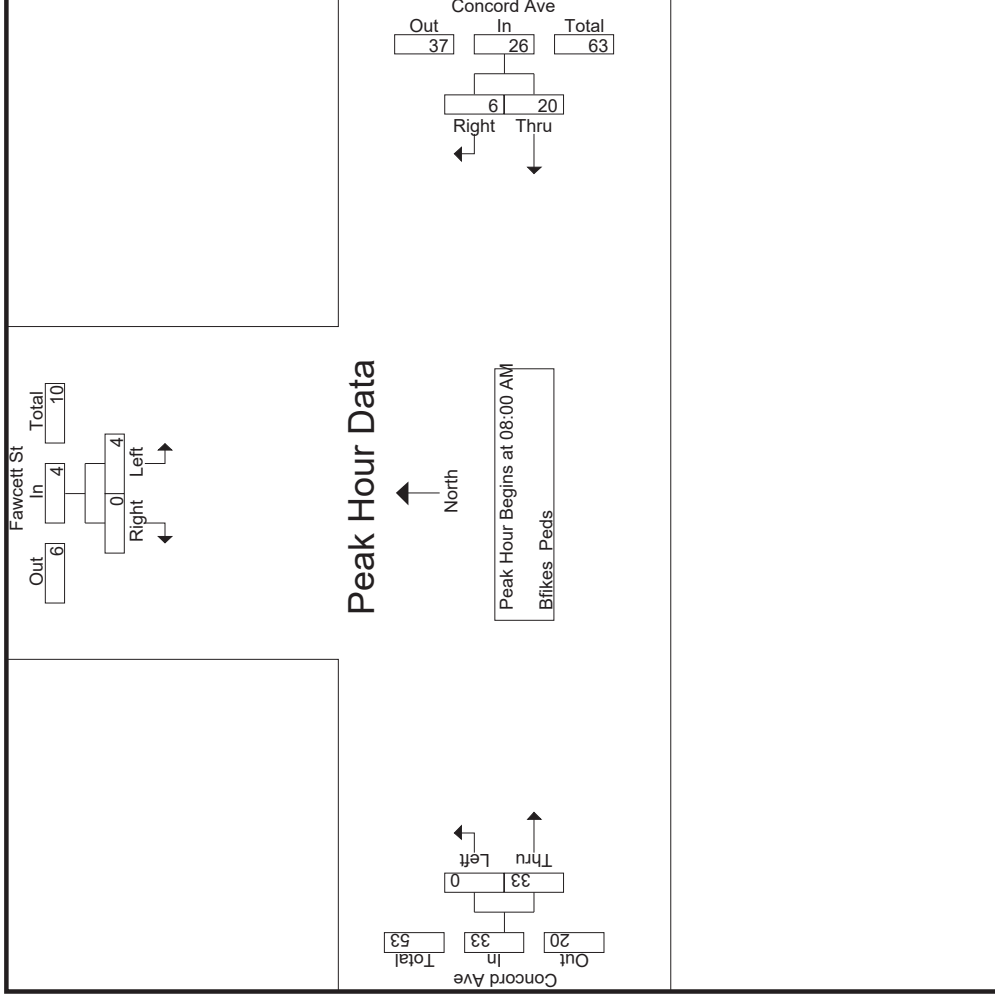 Concord Ave
Out In Total
37 26 63
6 20
Right Thru
Fawcett St
Out In Total
6 4 10
0 4
Right Left
Peak Hour Data
North
Peak Hour Begins at 08:00 AM
Bfikes Peds
Left Thru
0 33
53 33 20
Total In Out
Concord Ave